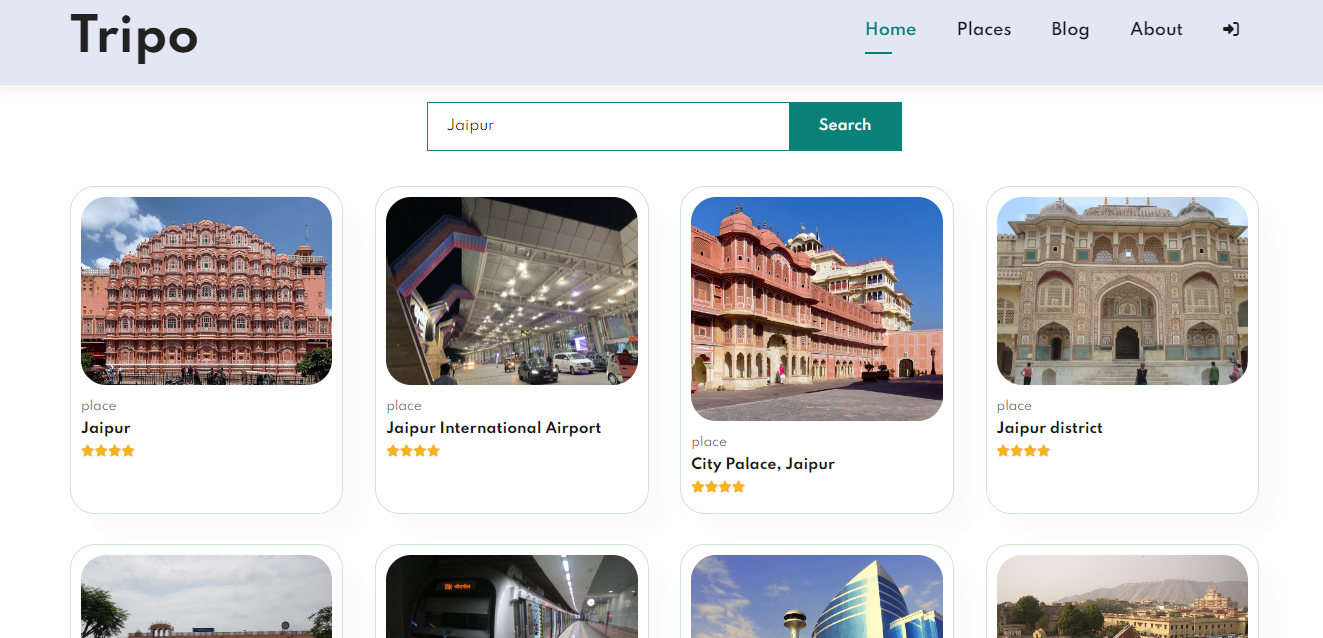 Tripo
Home Places Blog About
Jaipur
Search
place
Jaipur
place
Jaipur International Airport
place
City Palace, Jaipur
place
Jaipur district